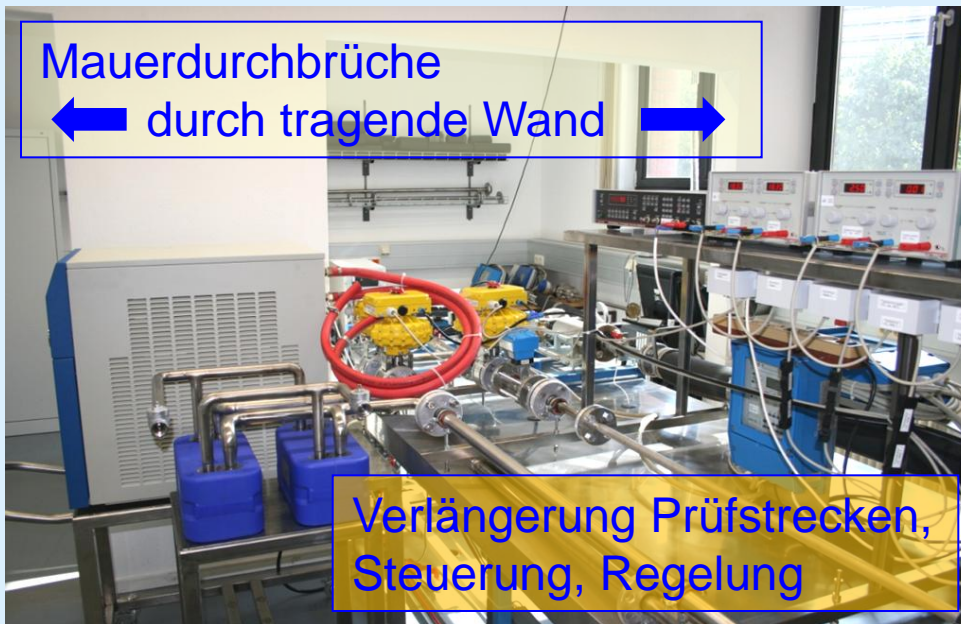 Mauerdurchbrüche
durch tragende Wand
Verlängerung Prüfstrecken,
Steuerung, Regelung